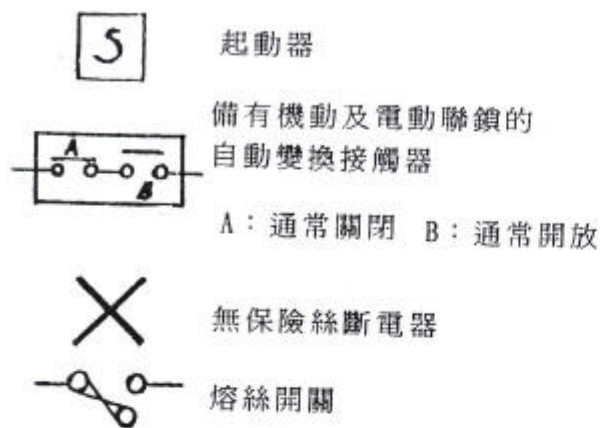 S
起動器
備有機動及電動聯鎖的
自動變換接觸器
A
B
A：通常關閉 B：通常開放
無保險絲斷電器
熔絲開關